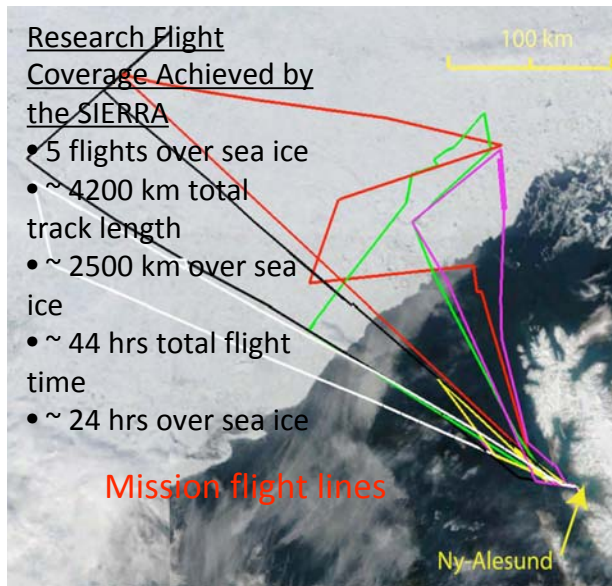 Research Flight
Coverage Achieved by
the SIERRA
• 5 flights over sea ice
• ~ 4200 km total
track length
• ~ 2500 km over sea
ice
• ~ 44 hrs total flight
time
• ~ 24 hrs over sea ice
100 km
Mission flight lines
Ny-Alesund